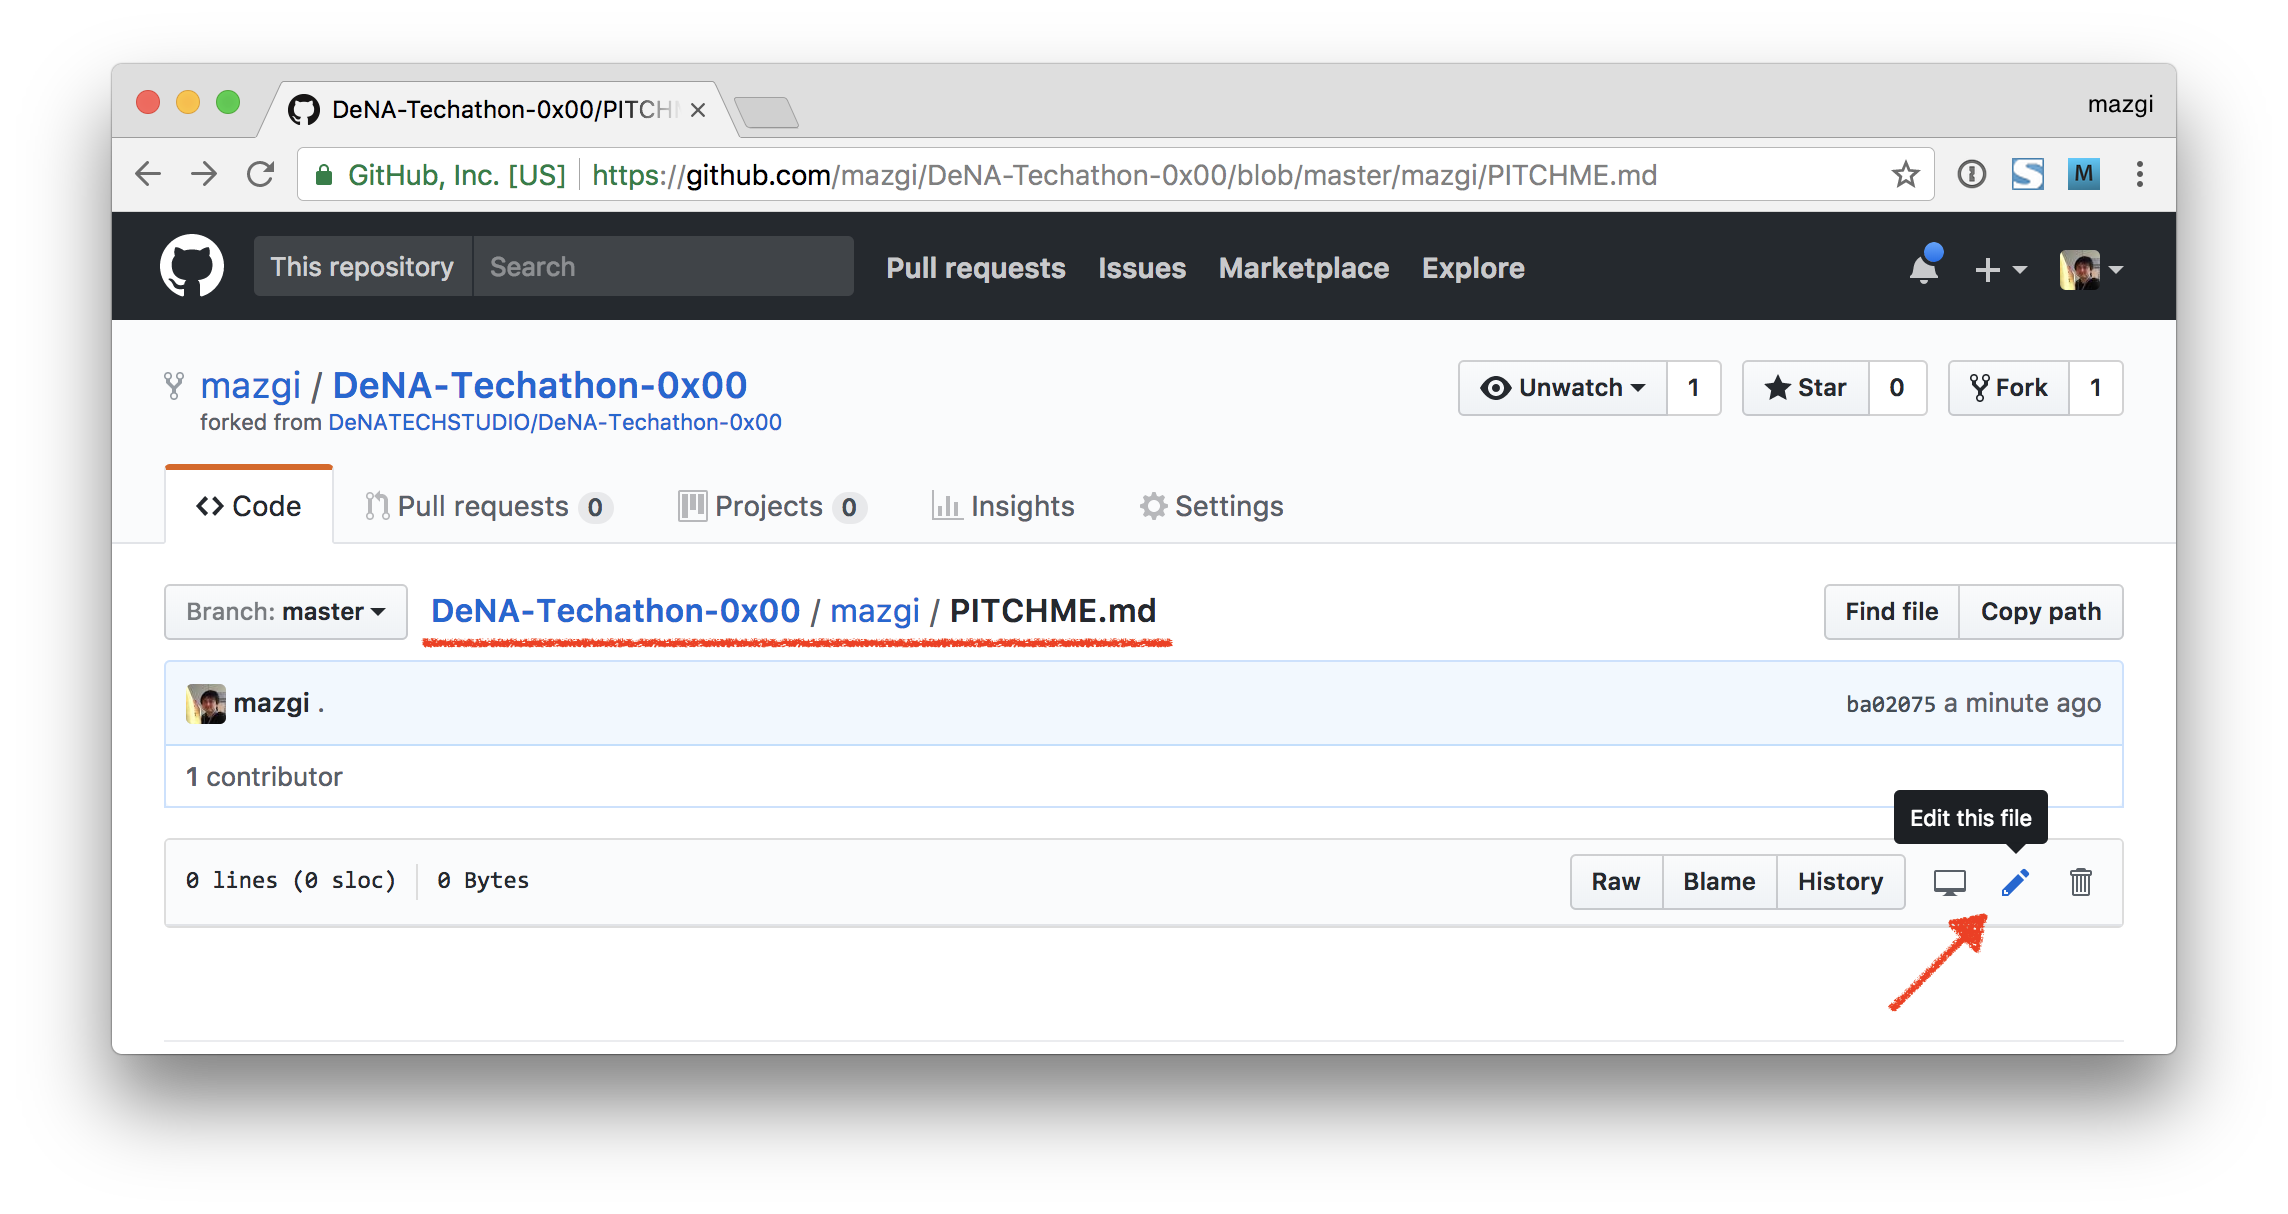 DeNA-Techathon-0x00/PITCH
mazgi
GitHub, Inc. [US] https://github.com/mazgi/DeNA-Techathon-0x00/blob/master/mazgi/PITCHME.md
M
This repository Search Pull requests Issues Marketplace Explore
mazgi / DeNA-Techathon-0x00
Unwatch 1 Star 0 Fork 1
forked from DeNATECHSTUDIO/DeNA-Techathon-0x00
Code Pull requests 0 Projects 0 Insights Settings
Branch: master DeNA-Techathon-0x00 / mazgi / PITCHME.md Find file Copy path
mazgi . ba02075 a minute ago
1 contributor
Edit this file
0 lines (0 sloc) 0 Bytes Raw Blame History